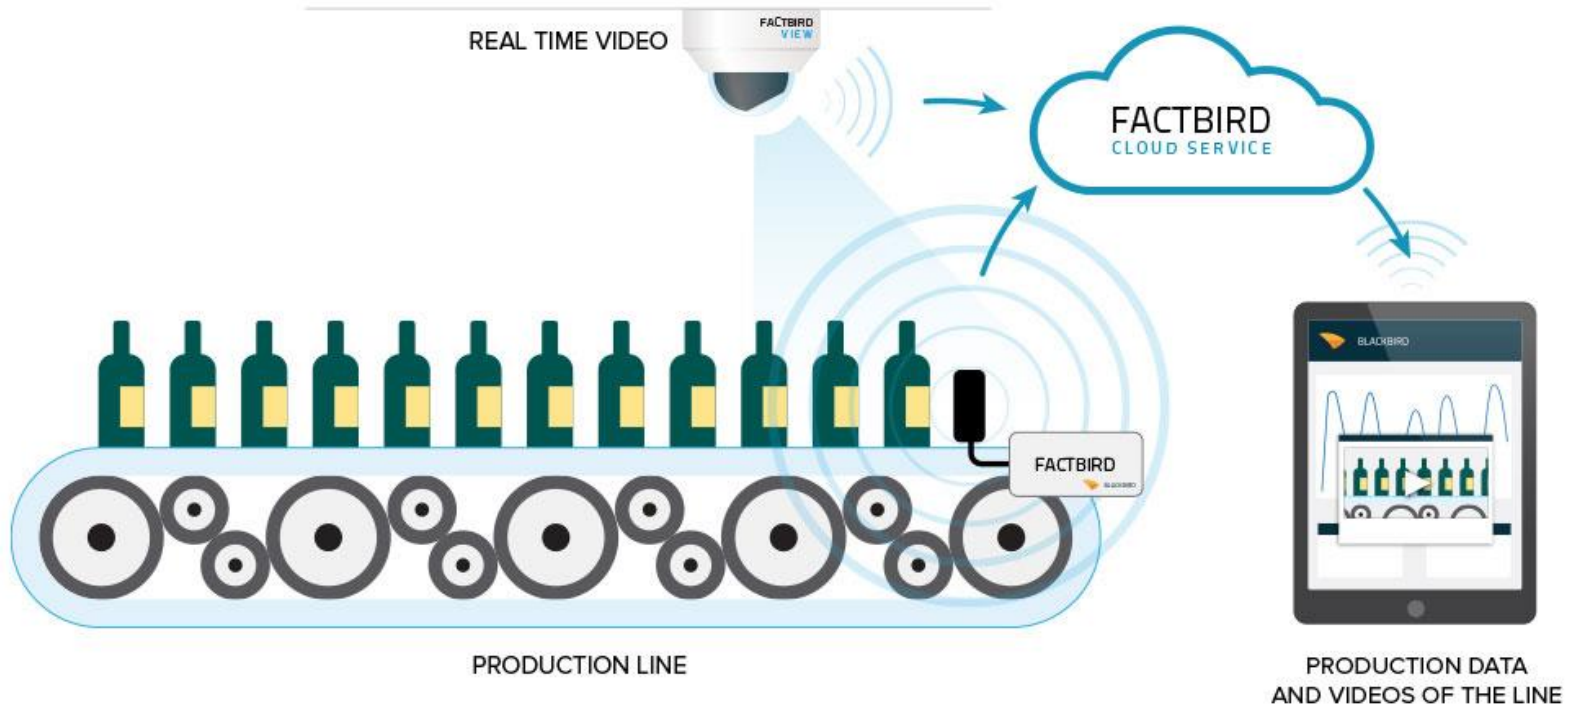 REAL TIME VIDEO
FACTBIRD
VIEW
FACTBIRD
CLOUD SERVICE
BLACKBIRD
FACTBIRD
BLACKBIRD
PRODUCTION LINE
PRODUCTION DATA
AND VIDEOS OF THE LINE